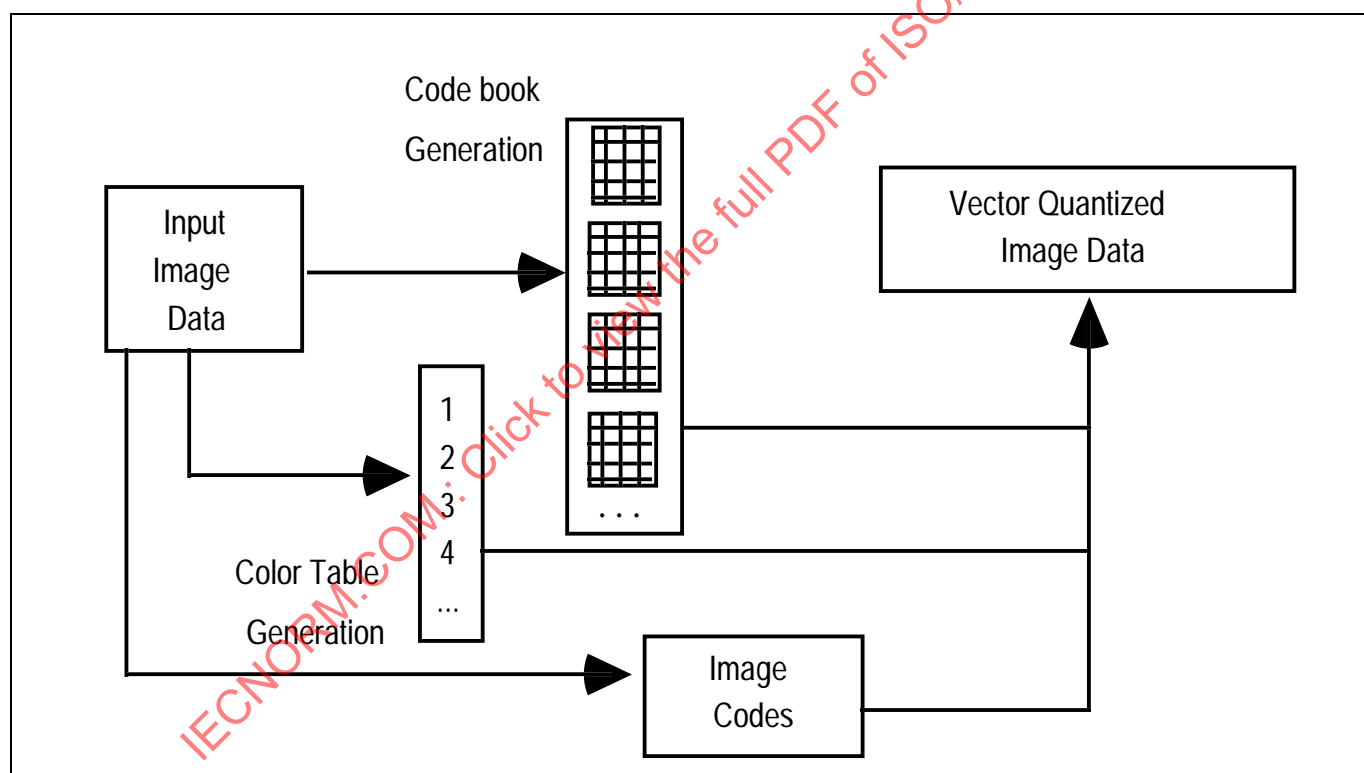 Code book
Generation
Input
Image
Data
Vector Quantized
Image Data
1
2
3
4
...
. . .
Color Table
Generation
Image
Codes
IECNORM.COM : Click to view the full PDF of ISO/